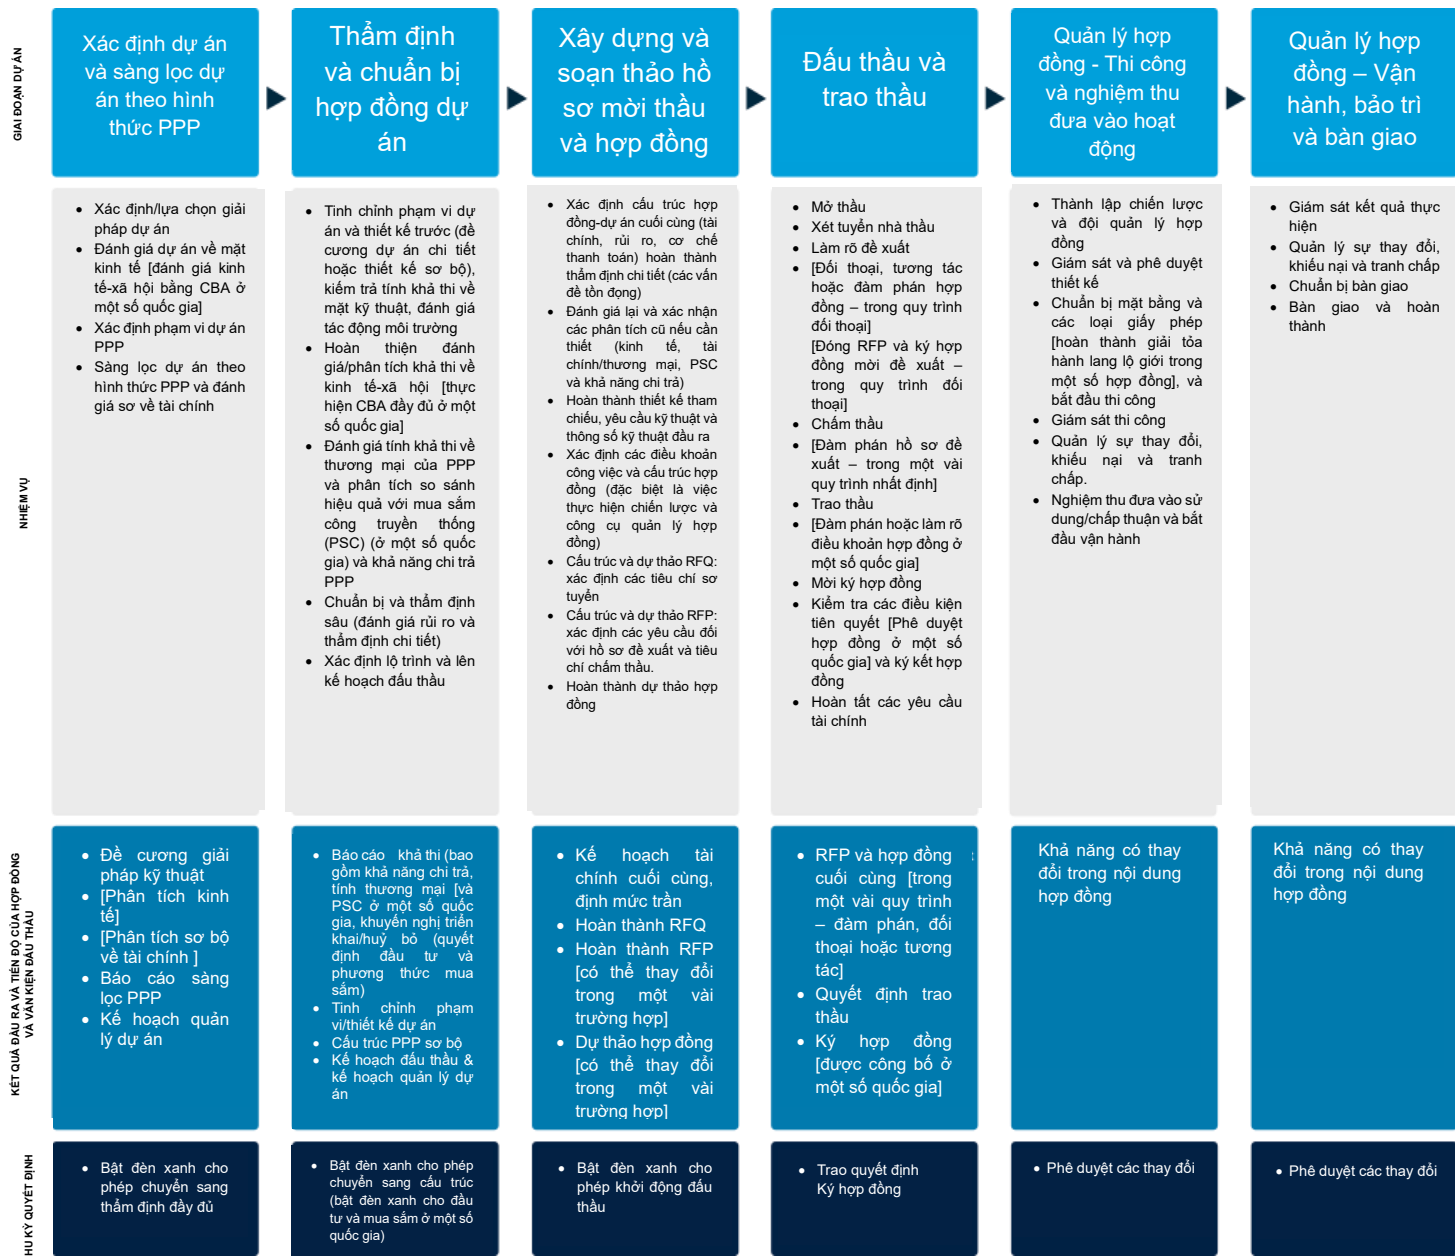 GIAI ĐOẠN DỰ ÁN
Xác định dự án
và sàng lọc dự
án theo hình
thức PPP
Thẩm định
và chuẩn bị
hợp đồng dự
án
Xây dựng và
soạn thảo hồ
sơ mời thầu
và hợp đồng
Đấu thầu và
trao thầu
Quản lý hợp
đồng - Thi công
và nghiệm thu
đưa vào hoạt
động
Quản lý hợp
đồng – Vận
hành, bảo trì
và bàn giao
NHIỆM VỤ
• Xác định/lựa chọn giải
pháp dự án
• Đánh giá dự án về mặt
kinh tế [đánh giá kinh
tế-xã hội bằng CBA ở
một số quốc gia]
• Xác định phạm vi dự án
PPP
• Sàng lọc dự án theo
hình thức PPP và đánh
giá sơ về tài chính
• Tinh chỉnh phạm vi dự
án và thiết kế trước (đề
cương dự án chi tiết
hoặc thiết kế sơ bộ),
kiểm trả tính khả thi về
mặt kỹ thuật, đánh giá
tác động môi trường
• Hoàn thiện đánh
giá/phân tích khả thi về
kinh tế-xã hội [thực
hiện CBA đầy đủ ở một
số quốc gia]
• Đánh giá tính khả thi về
thương mại của PPP
và phân tích so sánh
hiệu quả với mua sắm
công truyền thống
(PSC) (ở một số quốc
gia) và khả năng chi trả
PPP
• Chuẩn bị và thẩm định
sâu (đánh giá rủi ro và
thẩm định chi tiết)
• Xác định lộ trình và lên
kế hoạch đấu thầu
• Xác định cấu trúc hợp
đồng-dự án cuối cùng (tài
chính, rủi ro, cơ chế
thanh toán) hoàn thành
thẩm định chi tiết (các vấn
đề tồn đọng)
• Đánh giá lại và xác nhận
các phân tích cũ nếu cần
thiết (kinh tế, tài
chính/thương mại, PSC
và khả năng chi trả)
• Hoàn thành thiết kế tham
chiếu, yêu cầu kỹ thuật và
thông số kỹ thuật đầu ra
• Xác định các điều khoản
công việc và cấu trúc hợp
đồng (đặc biệt là việc
thực hiện chiến lược và
công cụ quản lý hợp
đồng)
• Cấu trúc và dự thảo RFQ:
xác định các tiêu chí sơ
tuyển
• Cấu trúc và dự thảo RFP:
xác định các yêu cầu đối
với hồ sơ đề xuất và tiêu
chí chấm thầu.
• Hoàn thành dự thảo hợp
đồng
• Mở thầu
• Xét tuyển nhà thầu
• Làm rõ đề xuất
• [Đối thoại, tương tác
hoặc đàm phán hợp
đồng – trong quy trình
đối thoại]
[Đóng RFP và ký hợp
đồng mời đề xuất –
trong quy trình đối
thoại]
• Chấm thầu
• [Đàm phán hồ sơ đề
xuất – trong một vài
quy trình nhất định]
• Trao thầu
• [Đàm phán hoặc làm rõ
điều khoản hợp đồng ở
một số quốc gia]
• Mời ký hợp đồng
• Kiểm tra các điều kiện
tiên quyết [Phê duyệt
hợp đồng ở một số
quốc gia] và ký kết hợp
đồng
• Hoàn tất các yêu cầu
tài chính
• Thành lập chiến lược
và đội quản lý hợp
đồng
• Giám sát và phê duyệt
thiết kế
• Chuẩn bị mặt bằng và
các loại giấy phép
[hoàn thành giải tỏa
hành lang lộ giới trong
một số hợp đồng], và
bắt đầu thi công
• Giám sát thi công
• Quản lý sự thay đổi,
khiếu nại và tranh
chấp.
• Nghiệm thu đưa vào sử
dung/chấp thuận và bắt
đầu vận hành
• Giám sát kết quả thực
hiện
• Quản lý sự thay đổi,
khiếu nại và tranh chấp
• Chuẩn bị bàn giao
• Bàn giao và hoàn
thành
KẾT QUẢ ĐẦU RA VÀ TIẾN ĐỘ CỦA HỢP ĐỒNG
VÀ VĂN KIỆN ĐẤU THẦU
• Đề cương giải
pháp kỹ thuật
• [Phân tích kinh
tế]
• [Phân tích sơ bộ
về tài chính ]
• Báo cáo sàng
lọc PPP
• Kế hoạch quản
lý dự án
• Báo cáo khả thi (bao
gồm khả năng chi trả,
tính thương mại [và
PSC ở một số quốc
gia, khuyến nghị triển
khai/huỷ bỏ (quyết
định đầu tư và
phương thức mua
sắm)
• Tinh chỉnh phạm
vi/thiết kế dự án
• Cấu trúc PPP sơ bộ
• Kế hoạch đấu thầu &
kế hoạch quản lý dự
án
• Kế hoạch tài
chính cuối cùng,
định mức trần
• Hoàn thành RFQ
• Hoàn thành RFP
[có thể thay đổi
trong một vài
trường hợp]
• Dự thảo hợp đồng
[có thể thay đổi
trong một vài
trường hợp]
• RFP và hợp đồng
cuối cùng [trong
một vài quy trình
– đàm phán, đối
thoại hoặc tương
tác]
• Quyết định trao
thầu
• Ký hợp đồng
[được công bố ở
một số quốc gia]
Khả năng có thay
đổi trong nội dung
hợp đồng
Khả năng có thay
đổi trong nội dung
hợp đồng
HU KỲ QUYẾT ĐỊNH
• Bật đèn xanh cho
phép chuyển sang
thẩm định đầy đủ
• Bật đèn xanh cho phép
chuyển sang cấu trúc
(bật đèn xanh cho đầu
tư và mua sắm ở một số
quốc gia)
• Bật đèn xanh cho
phép khởi động đấu
thầu
• Trao quyết định
Ký hợp đồng
• Phê duyệt các thay đổi
• Phê duyệt các thay đổi